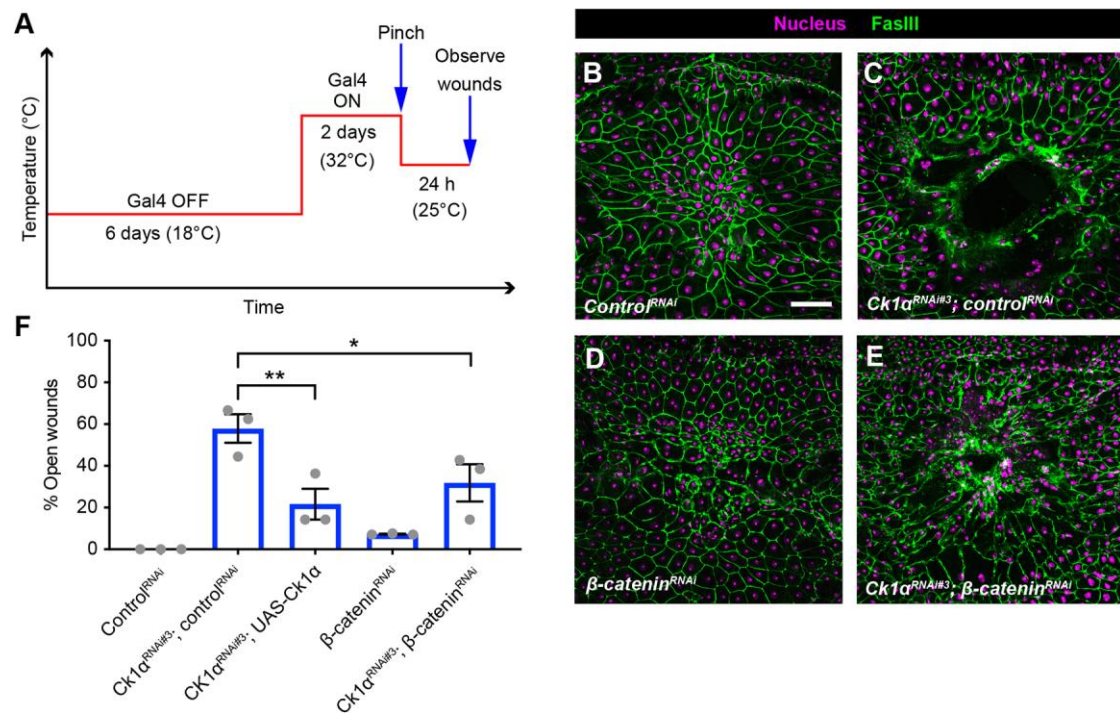 A
Pinch
Observe
wounds
Gal4
ON
2 days
(32°C)
24 h
(25°C)
Gal4 OFF
6 days (18°C)
Temperature (°C)
Time
Nucleus FasIII
B
Control^RNAi
C
Ck1α^RNAi#3; control^RNAi
D
β-catenin^RNAi
E
Ck1α^RNAi#3; β-catenin^RNAi
F
% Open wounds
100
80
60
40
20
0
*
**
Control^RNAi
Ck1α^RNAi#3; control^RNAi
CK1α^RNAi#3; UAS-Ck1α
β-catenin^RNAi
Ck1α^RNAi#3; β-catenin^RNAi